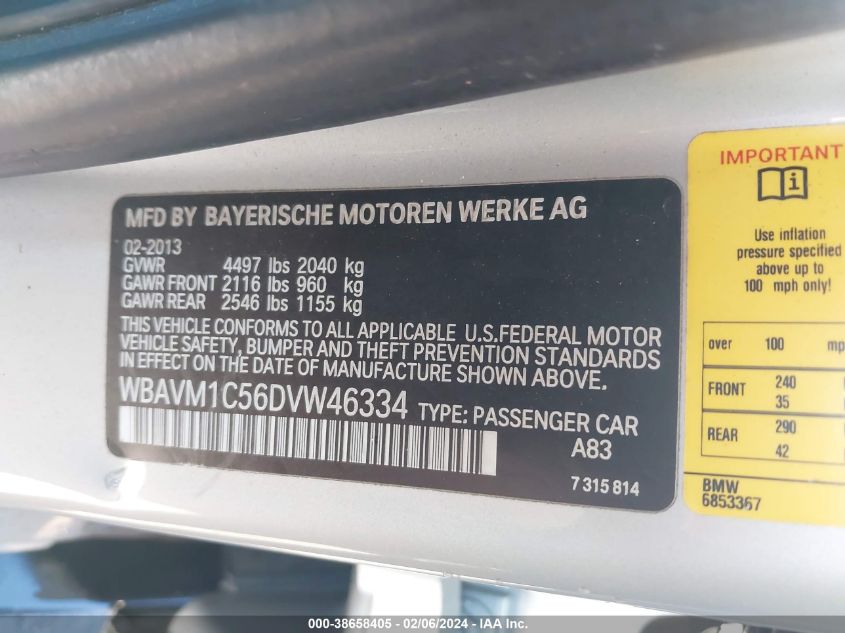 MFD BY BAYERISCHE MOTOREN WERKE AG
02-2013
GVWR 4497 lbs 2040 kg
GAWR FRONT 2116 lbs 960 kg
GAWR REAR 2546 lbs 1155 kg
THIS VEHICLE CONFORMS TO ALL APPLICABLE U.S.FEDERAL MOTOR
VEHICLE SAFETY, BUMPER AND THEFT PREVENTION STANDARDS
IN EFFECT ON THE DATE OF MANUFACTURE SHOWN ABOVE.
WBAVM1C56DVW46334 TYPE: PASSENGER CAR
A83
7 315 814
IMPORTANT
i
Use inflation
pressure specified
above up to
100 mph only!
over 100 mp
FRONT 240
35
REAR 290
42
BMW
6853367
000-38658405 - 02/06/2024 - IAA Inc.